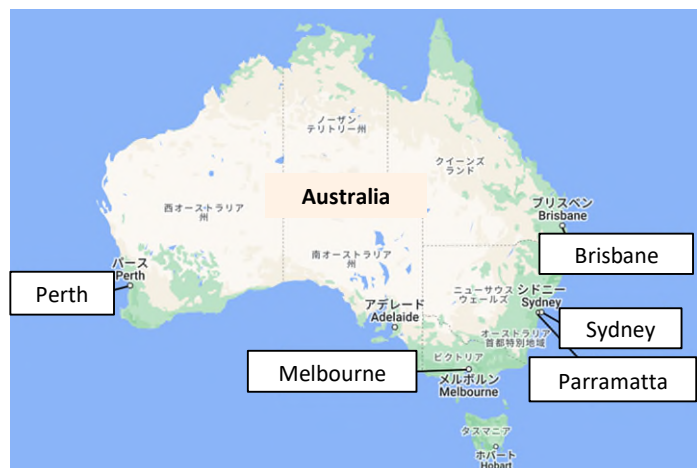 ノーザン
テリトリー州
クイーンズ
ランド
西オーストラリア
州
Australia
ブリスベン
Brisbane
Brisbane
南オーストラリア
州
パース
Perth
Perth
ニューサウス
ウェールズ
シドニー
Sydney
Sydney
アデレード
Adelaide
オーストラリア
首都特別地域
ビクトリア
Melbourne
メルボルン
Melbourne
Parramatta
タスマニア
ホバート
Hobart